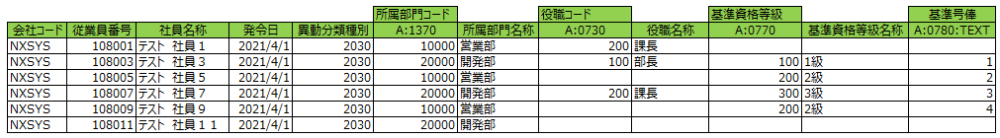 所属部門コード 役職コード 基準資格等級 基準号俸
会社コード 従業員番号 社員名称 発令日 異動分類種別 A:1370 所属部門名称 A:0730 役職名称 A:0770 基準資格等級名称 A:0780:TEXT
NXSYS 108001 テスト 社員1 2021/4/1 2030 10000 営業部 200 課長
NXSYS 108003 テスト 社員3 2021/4/1 2030 20000 開発部 100 部長 100 1級 1
NXSYS 108005 テスト 社員5 2021/4/1 2030 10000 営業部 200 2級 2
NXSYS 108007 テスト 社員7 2021/4/1 2030 20000 開発部 200 課長 300 3級 3
NXSYS 108009 テスト 社員9 2021/4/1 2030 10000 営業部 200 2級 4
NXSYS 108011 テスト 社員11 2021/4/1 2030 20000 開発部